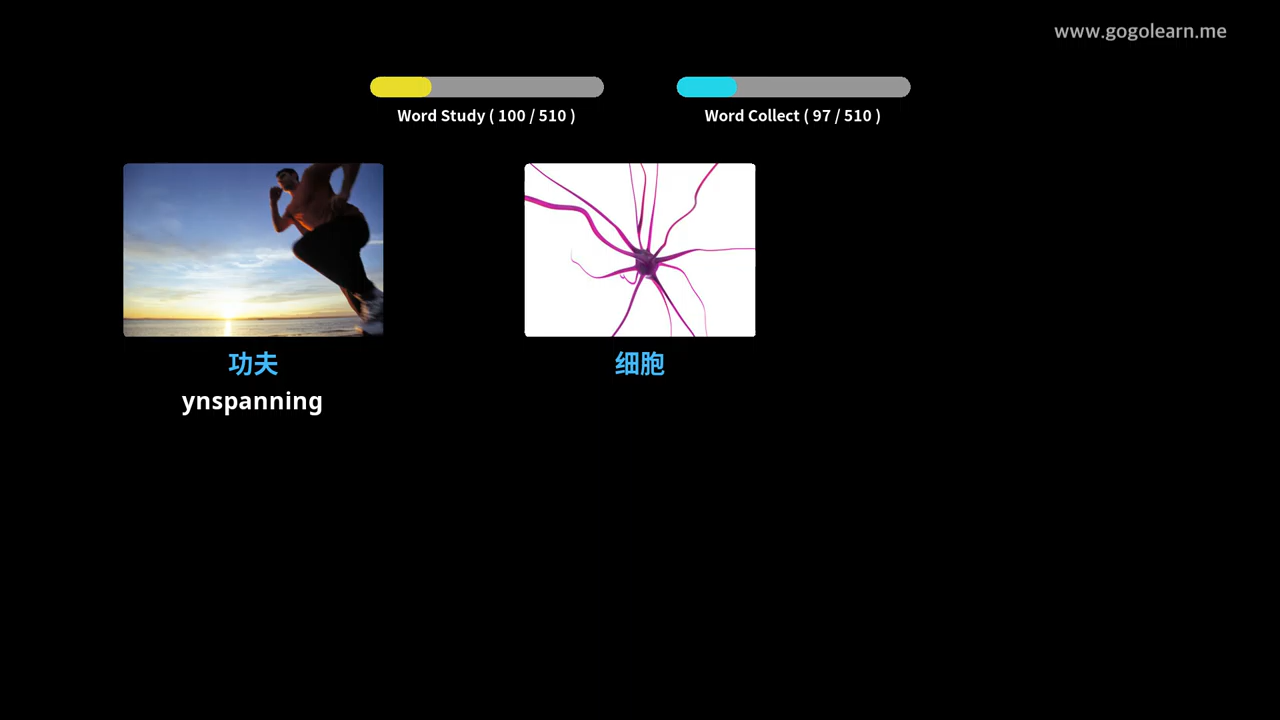 www.gogolearn.me
Word Study ( 100 / 510 )
Word Collect ( 97 / 510 )
功夫
细胞
ynspanning